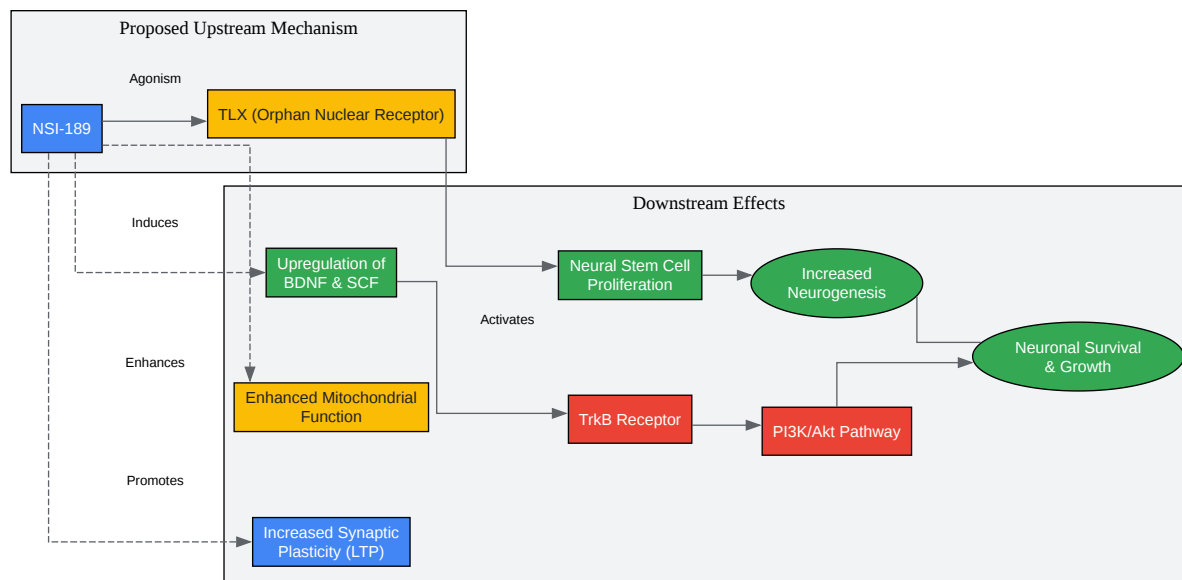 Proposed Upstream Mechanism
Agonism
NSI-189
TLX (Orphan Nuclear Receptor)
Downstream Effects
Induces
Upregulation of
BDNF & SCF
Neural Stem Cell
Proliferation
Increased
Neurogenesis
Activates
Neuronal Survival
& Growth
Enhances
Enhanced Mitochondrial
Function
TrkB Receptor
PI3K/Akt Pathway
Promotes
Increased Synaptic
Plasticity (LTP)